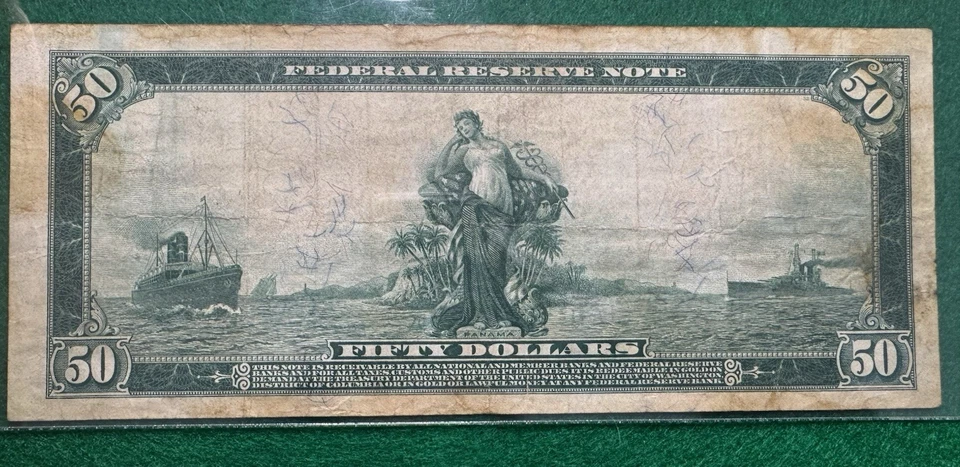 50 FEDERAL RESERVE NOTE 50
PANAMA
50 FIFTY DOLLARS 50
THIS NOTE IS RECEIVABLE BY ALL NATIONAL AND MEMBER BANKS AND FEDERAL RESERVE
BANKS AND FOR ALL TAXES, CUSTOMS AND OTHER PUBLIC DUES. IT IS REDEEMABLE IN GOLD ON
DEMAND AT THE TREASURY DEPARTMENT OF THE UNITED STATES IN THE CITY OF WASHINGTON,
DISTRICT OF COLUMBIA OR IN GOLD OR LAWFUL MONEY AT ANY FEDERAL RESERVE BANK.